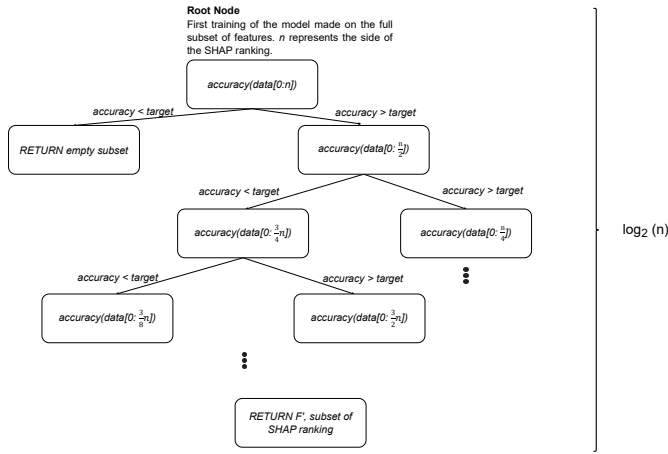 Root Node
First training of the model made on the full
subset of features. n represents the side of
the SHAP ranking.
accuracy(data[0:n])
accuracy < target
accuracy > target
RETURN empty subset
accuracy(data[0: n/2])
accuracy < target
accuracy > target
accuracy(data[0: 3/4 n])
accuracy(data[0: n/4])
log₂ (n)
accuracy < target
accuracy > target
accuracy(data[0: 3/8 n])
accuracy(data[0: 3/2 n])
RETURN F', subset of
SHAP ranking